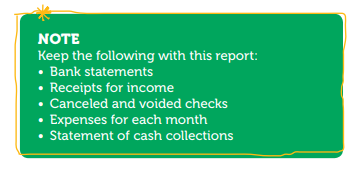 NOTE
Keep the following with this report:
• Bank statements
• Receipts for income
• Canceled and voided checks
• Expenses for each month
• Statement of cash collections